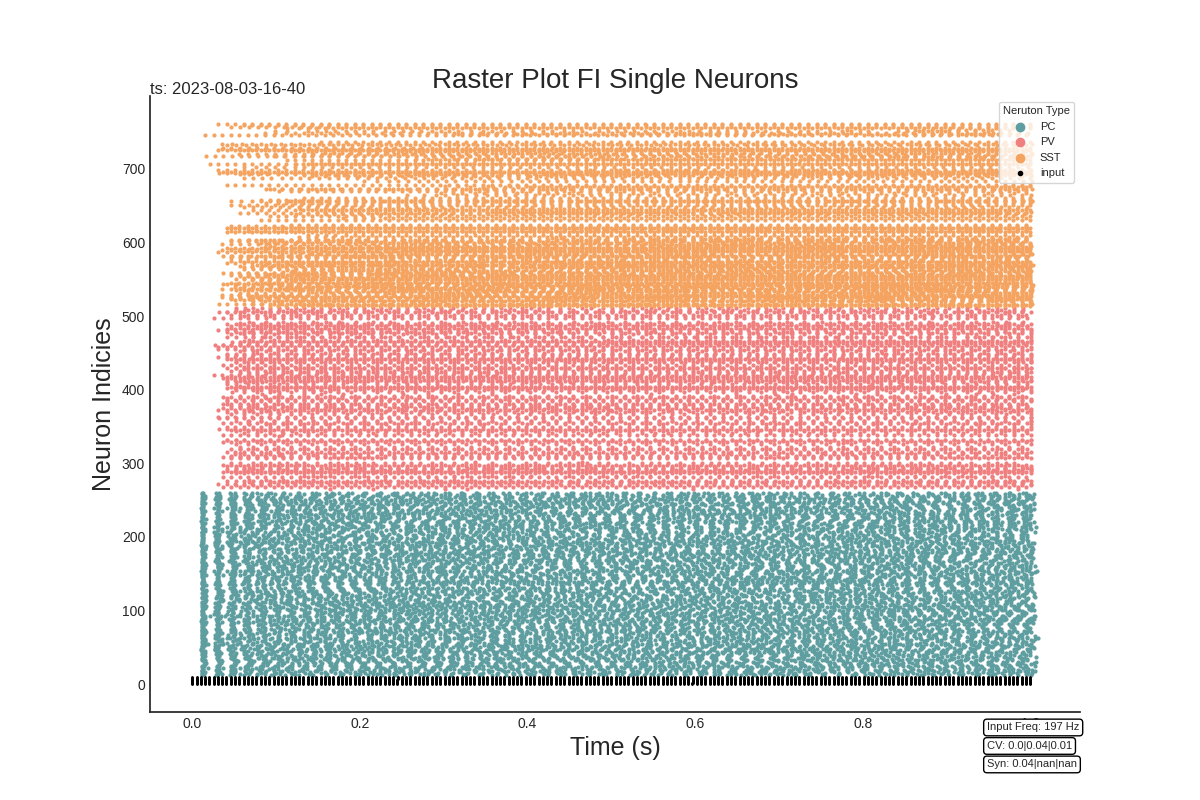 Raster Plot FI Single Neurons
ts: 2023-08-03-16-40
Neruton Type
PC
PV
SST
input
Neuron Indicies
700
600
500
400
300
200
100
0
0.0 0.2 0.4 0.6 0.8
Time (s)
Input Freq: 197 Hz
CV: 0.0|0.04|0.01
Syn: 0.04|nan|nan